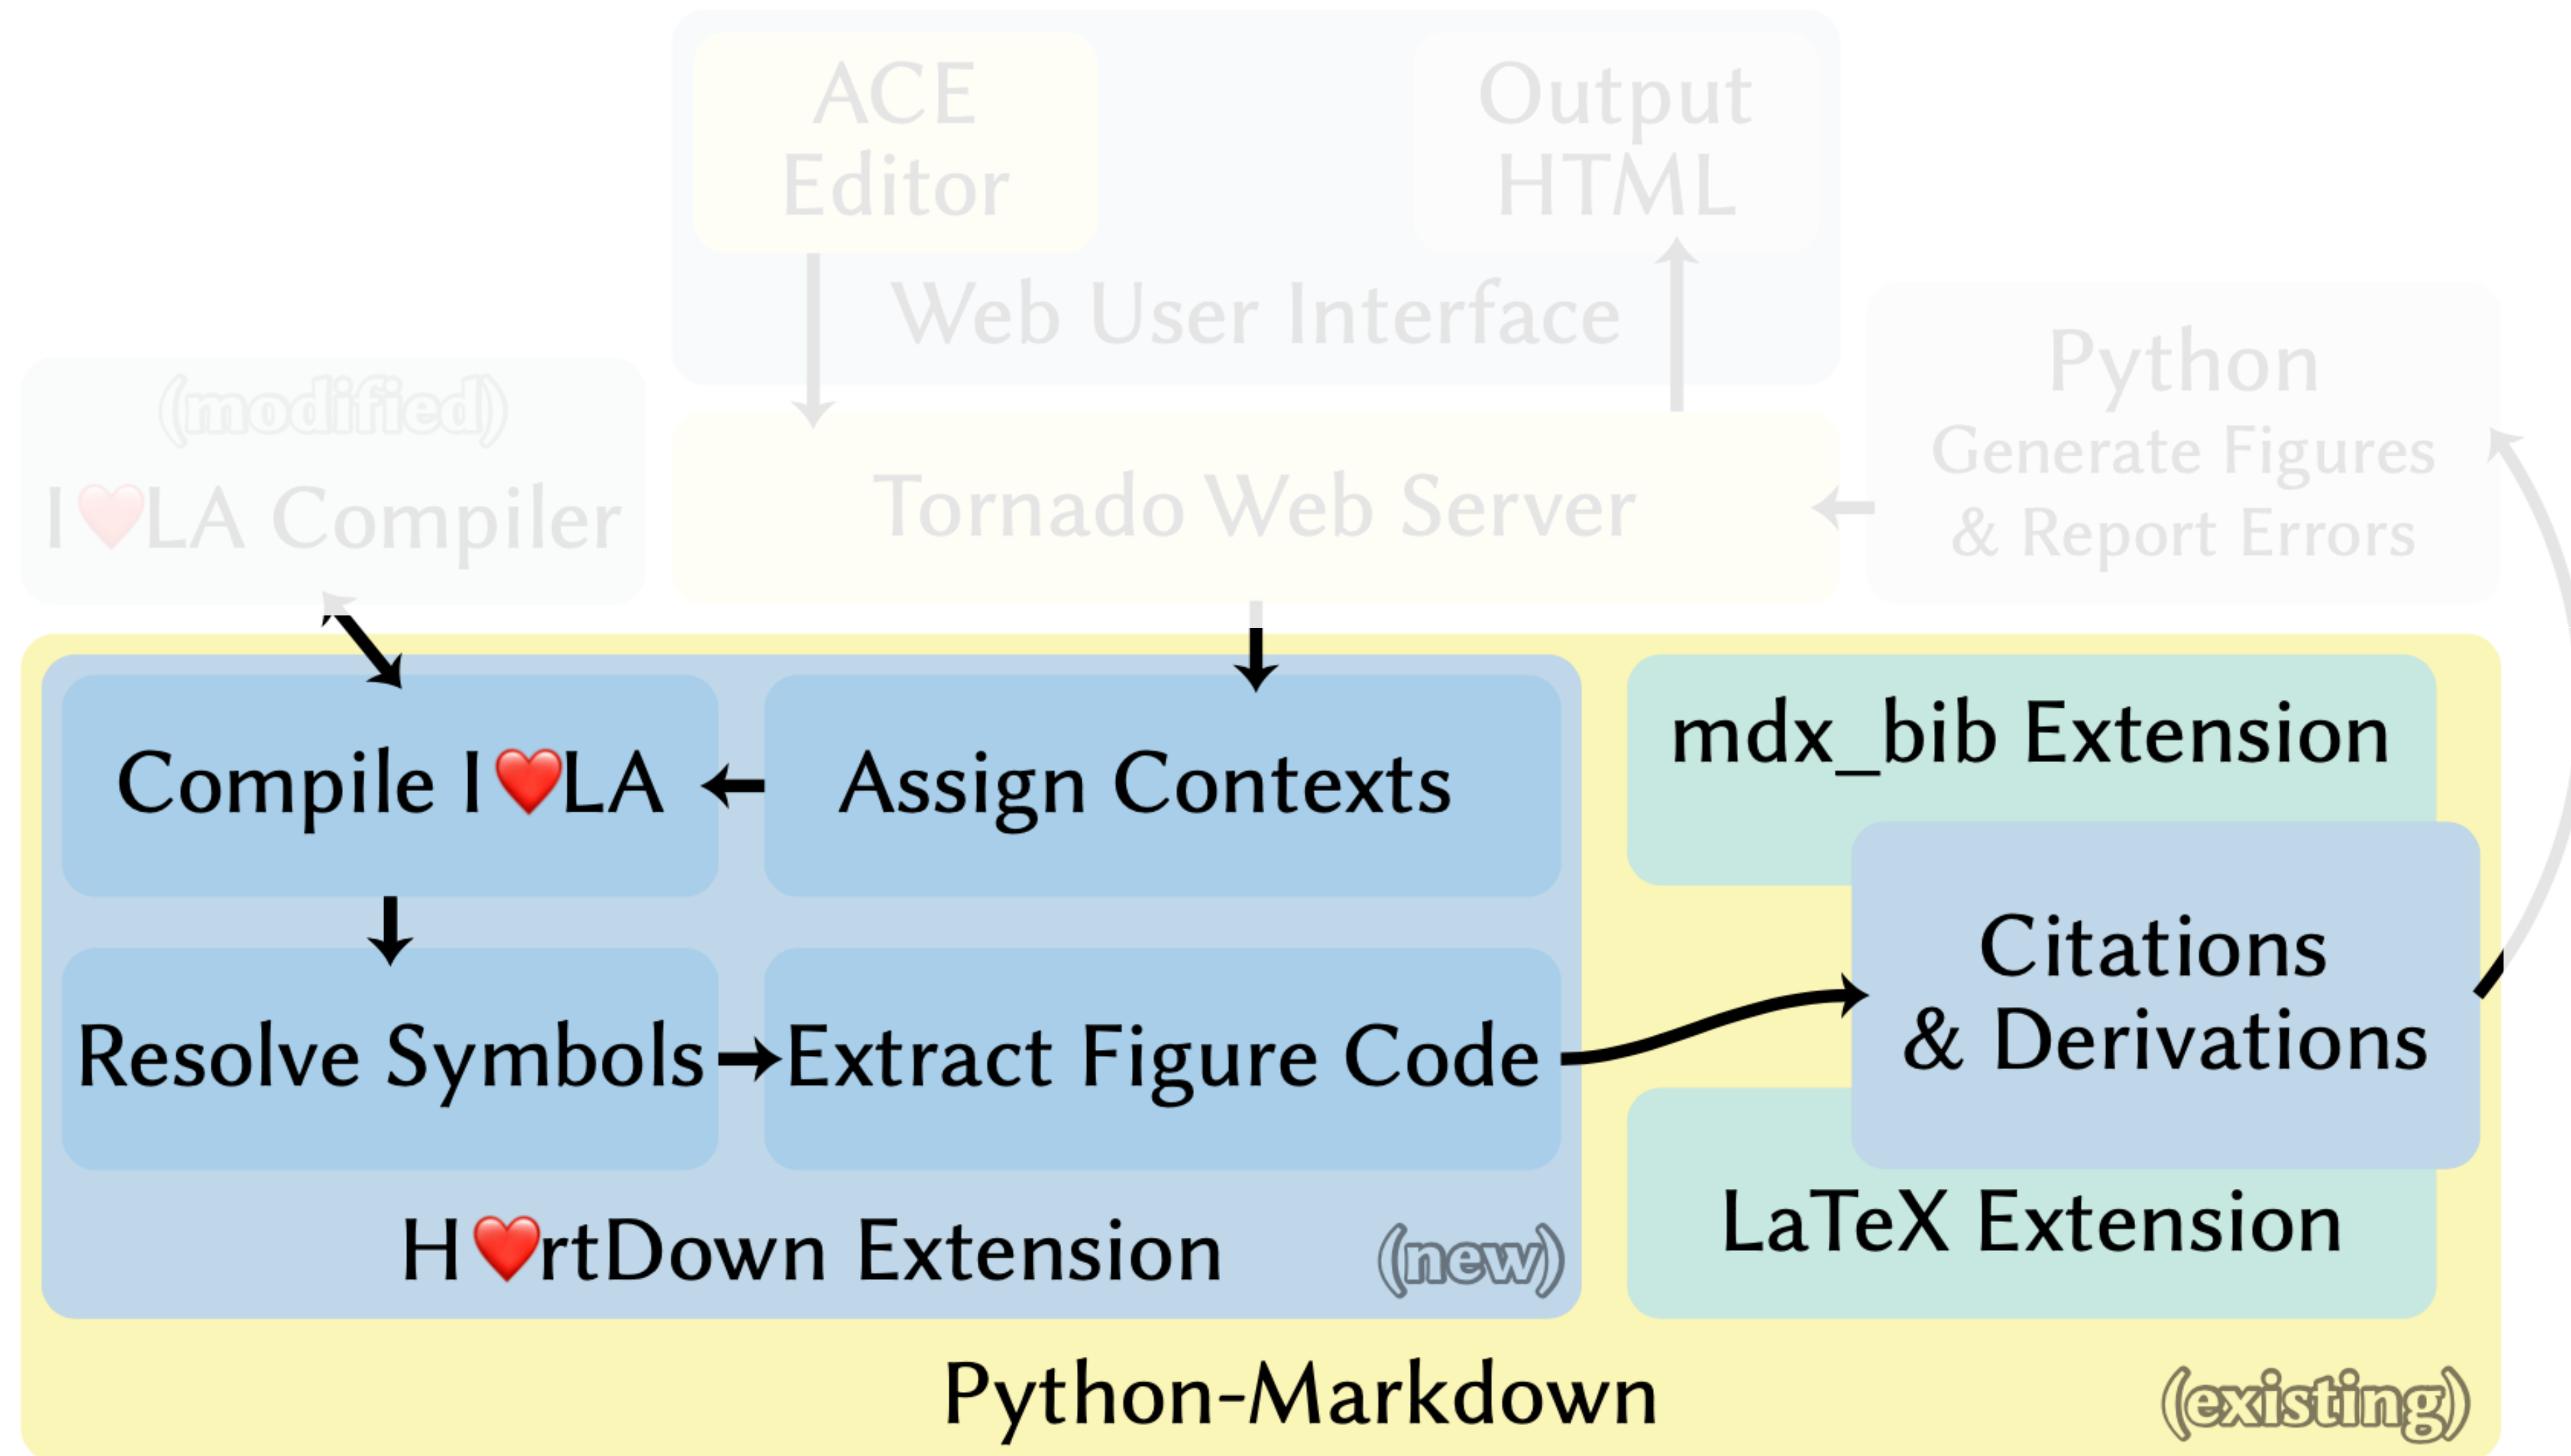 ACE
Editor
Output
HTML
Web User Interface
(modified)
I❤️LA Compiler
Tornado Web Server
Python
Generate Figures
& Report Errors
Compile I❤️LA
Assign Contexts
mdx_bib Extension
Resolve Symbols
Extract Figure Code
Citations
& Derivations
H❤️rtDown Extension
(new)
LaTeX Extension
Python-Markdown
(existing)